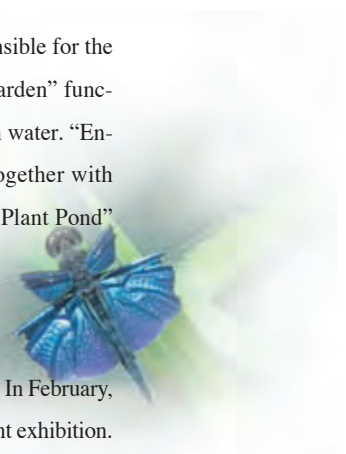 nsible for the
arden” func-
water. “En-
ogether with
Plant Pond”
In February,
nt exhibition.